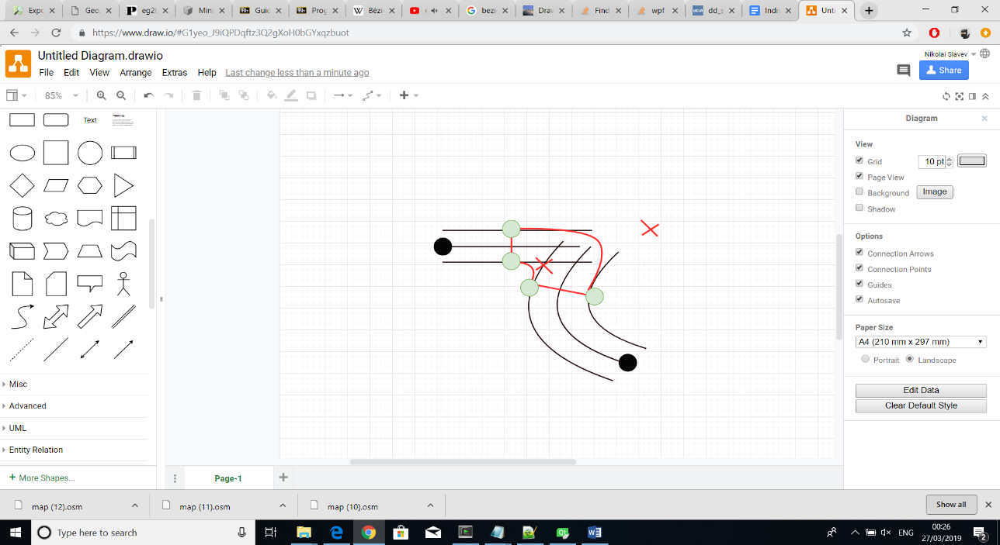 Expo
Geo.
eg2l
Mini
Guid
Prog
Bézi
(
bezi
Draw
Find
wpf
dd_s
Indiv
Unti
https://www.draw.io/#G1yeo_J9iQPDqftz3Q2gXoH0bGYxqzbuot
Untitled Diagram.drawio
Nikolai Slavev
File Edit View Arrange Extras Help Last change less than a minute ago
Share
85%
Text
Heading
Diagram
View
Grid 10 pt
Page View
Background Image
Shadow
Options
Connection Arrows
Connection Points
Guides
Autosave
Paper Size
A4 (210 mm x 297 mm)
Portrait Landscape
Edit Data
Clear Default Style
Misc
Advanced
UML
Entity Relation
+ More Shapes...
Page-1
map (12).osm
map (11).osm
map (10).osm
Show all
Type here to search
ENG
00:26
27/03/2019
2